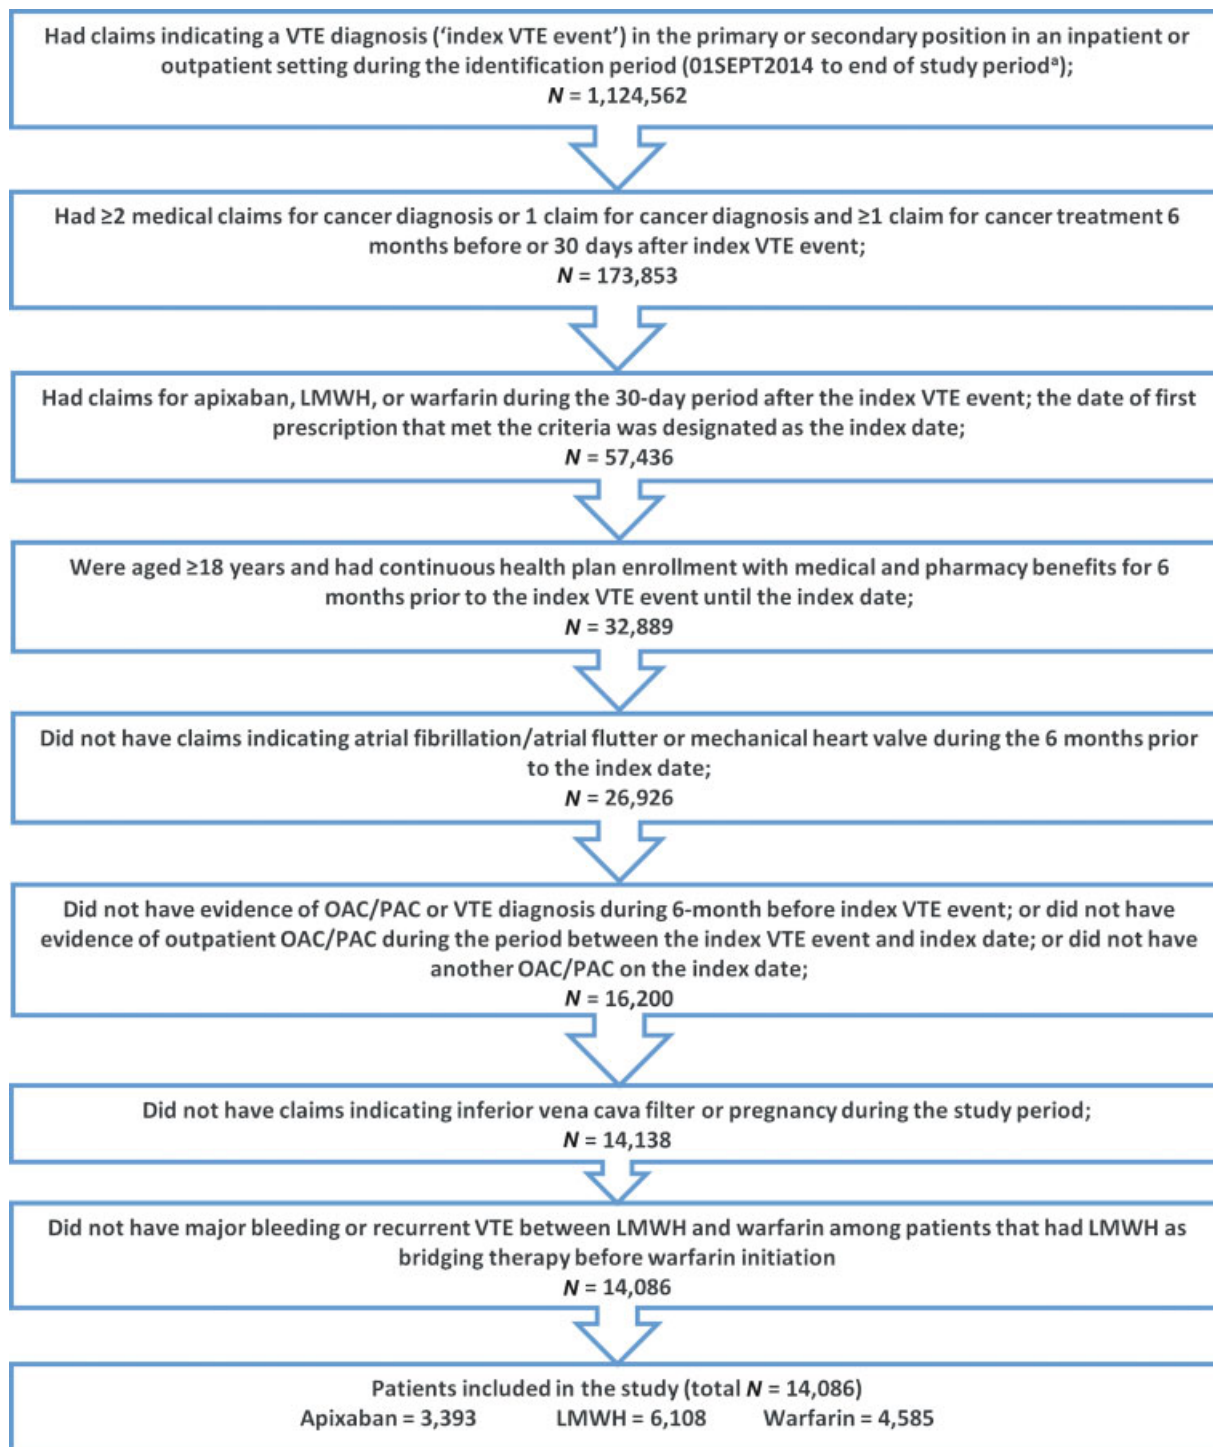 Had claims indicating a VTE diagnosis (‘index VTE event’) in the primary or secondary position in an inpatient or
outpatient setting during the identification period (01SEPT2014 to end of study periodᵃ);
N = 1,124,562
Had ≥2 medical claims for cancer diagnosis or 1 claim for cancer diagnosis and ≥1 claim for cancer treatment 6
months before or 30 days after index VTE event;
N = 173,853
Had claims for apixaban, LMWH, or warfarin during the 30-day period after the index VTE event; the date of first
prescription that met the criteria was designated as the index date;
N = 57,436
Were aged ≥18 years and had continuous health plan enrollment with medical and pharmacy benefits for 6
months prior to the index VTE event until the index date;
N = 32,889
Did not have claims indicating atrial fibrillation/atrial flutter or mechanical heart valve during the 6 months prior
to the index date;
N = 26,926
Did not have evidence of OAC/PAC or VTE diagnosis during 6-month before index VTE event; or did not have
evidence of outpatient OAC/PAC during the period between the index VTE event and index date; or did not have
another OAC/PAC on the index date;
N = 16,200
Did not have claims indicating inferior vena cava filter or pregnancy during the study period;
N = 14,138
Did not have major bleeding or recurrent VTE between LMWH and warfarin among patients that had LMWH as
bridging therapy before warfarin initiation
N = 14,086
Patients included in the study (total N = 14,086)
Apixaban = 3,393 LMWH = 6,108 Warfarin = 4,585